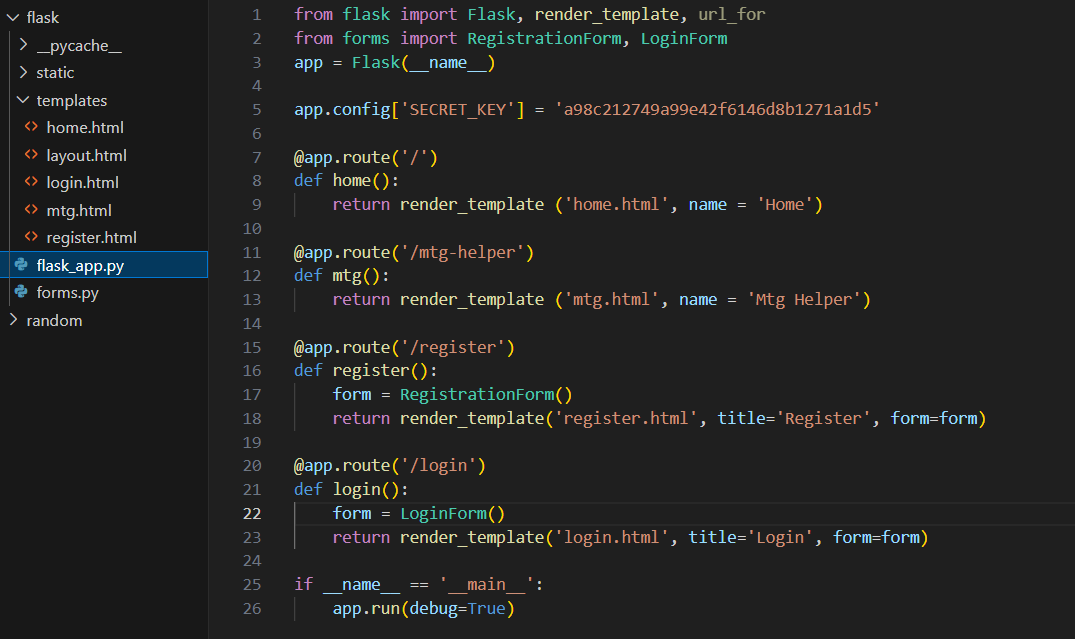 flask
__pycache__
static
templates
home.html
layout.html
login.html
mtg.html
register.html
flask_app.py
forms.py
random
1 from flask import Flask, render_template, url_for
2 from forms import RegistrationForm, LoginForm
3 app = Flask(__name__)
4
5 app.config['SECRET_KEY'] = 'a98c212749a99e42f6146d8b1271a1d5'
6
7 @app.route('/')
8 def home():
9     return render_template ('home.html', name = 'Home')
10
11 @app.route('/mtg-helper')
12 def mtg():
13     return render_template ('mtg.html', name = 'Mtg Helper')
14
15 @app.route('/register')
16 def register():
17     form = RegistrationForm()
18     return render_template('register.html', title='Register', form=form)
19
20 @app.route('/login')
21 def login():
22     form = LoginForm()
23     return render_template('login.html', title='Login', form=form)
24
25 if __name__ == '__main__':
26     app.run(debug=True)